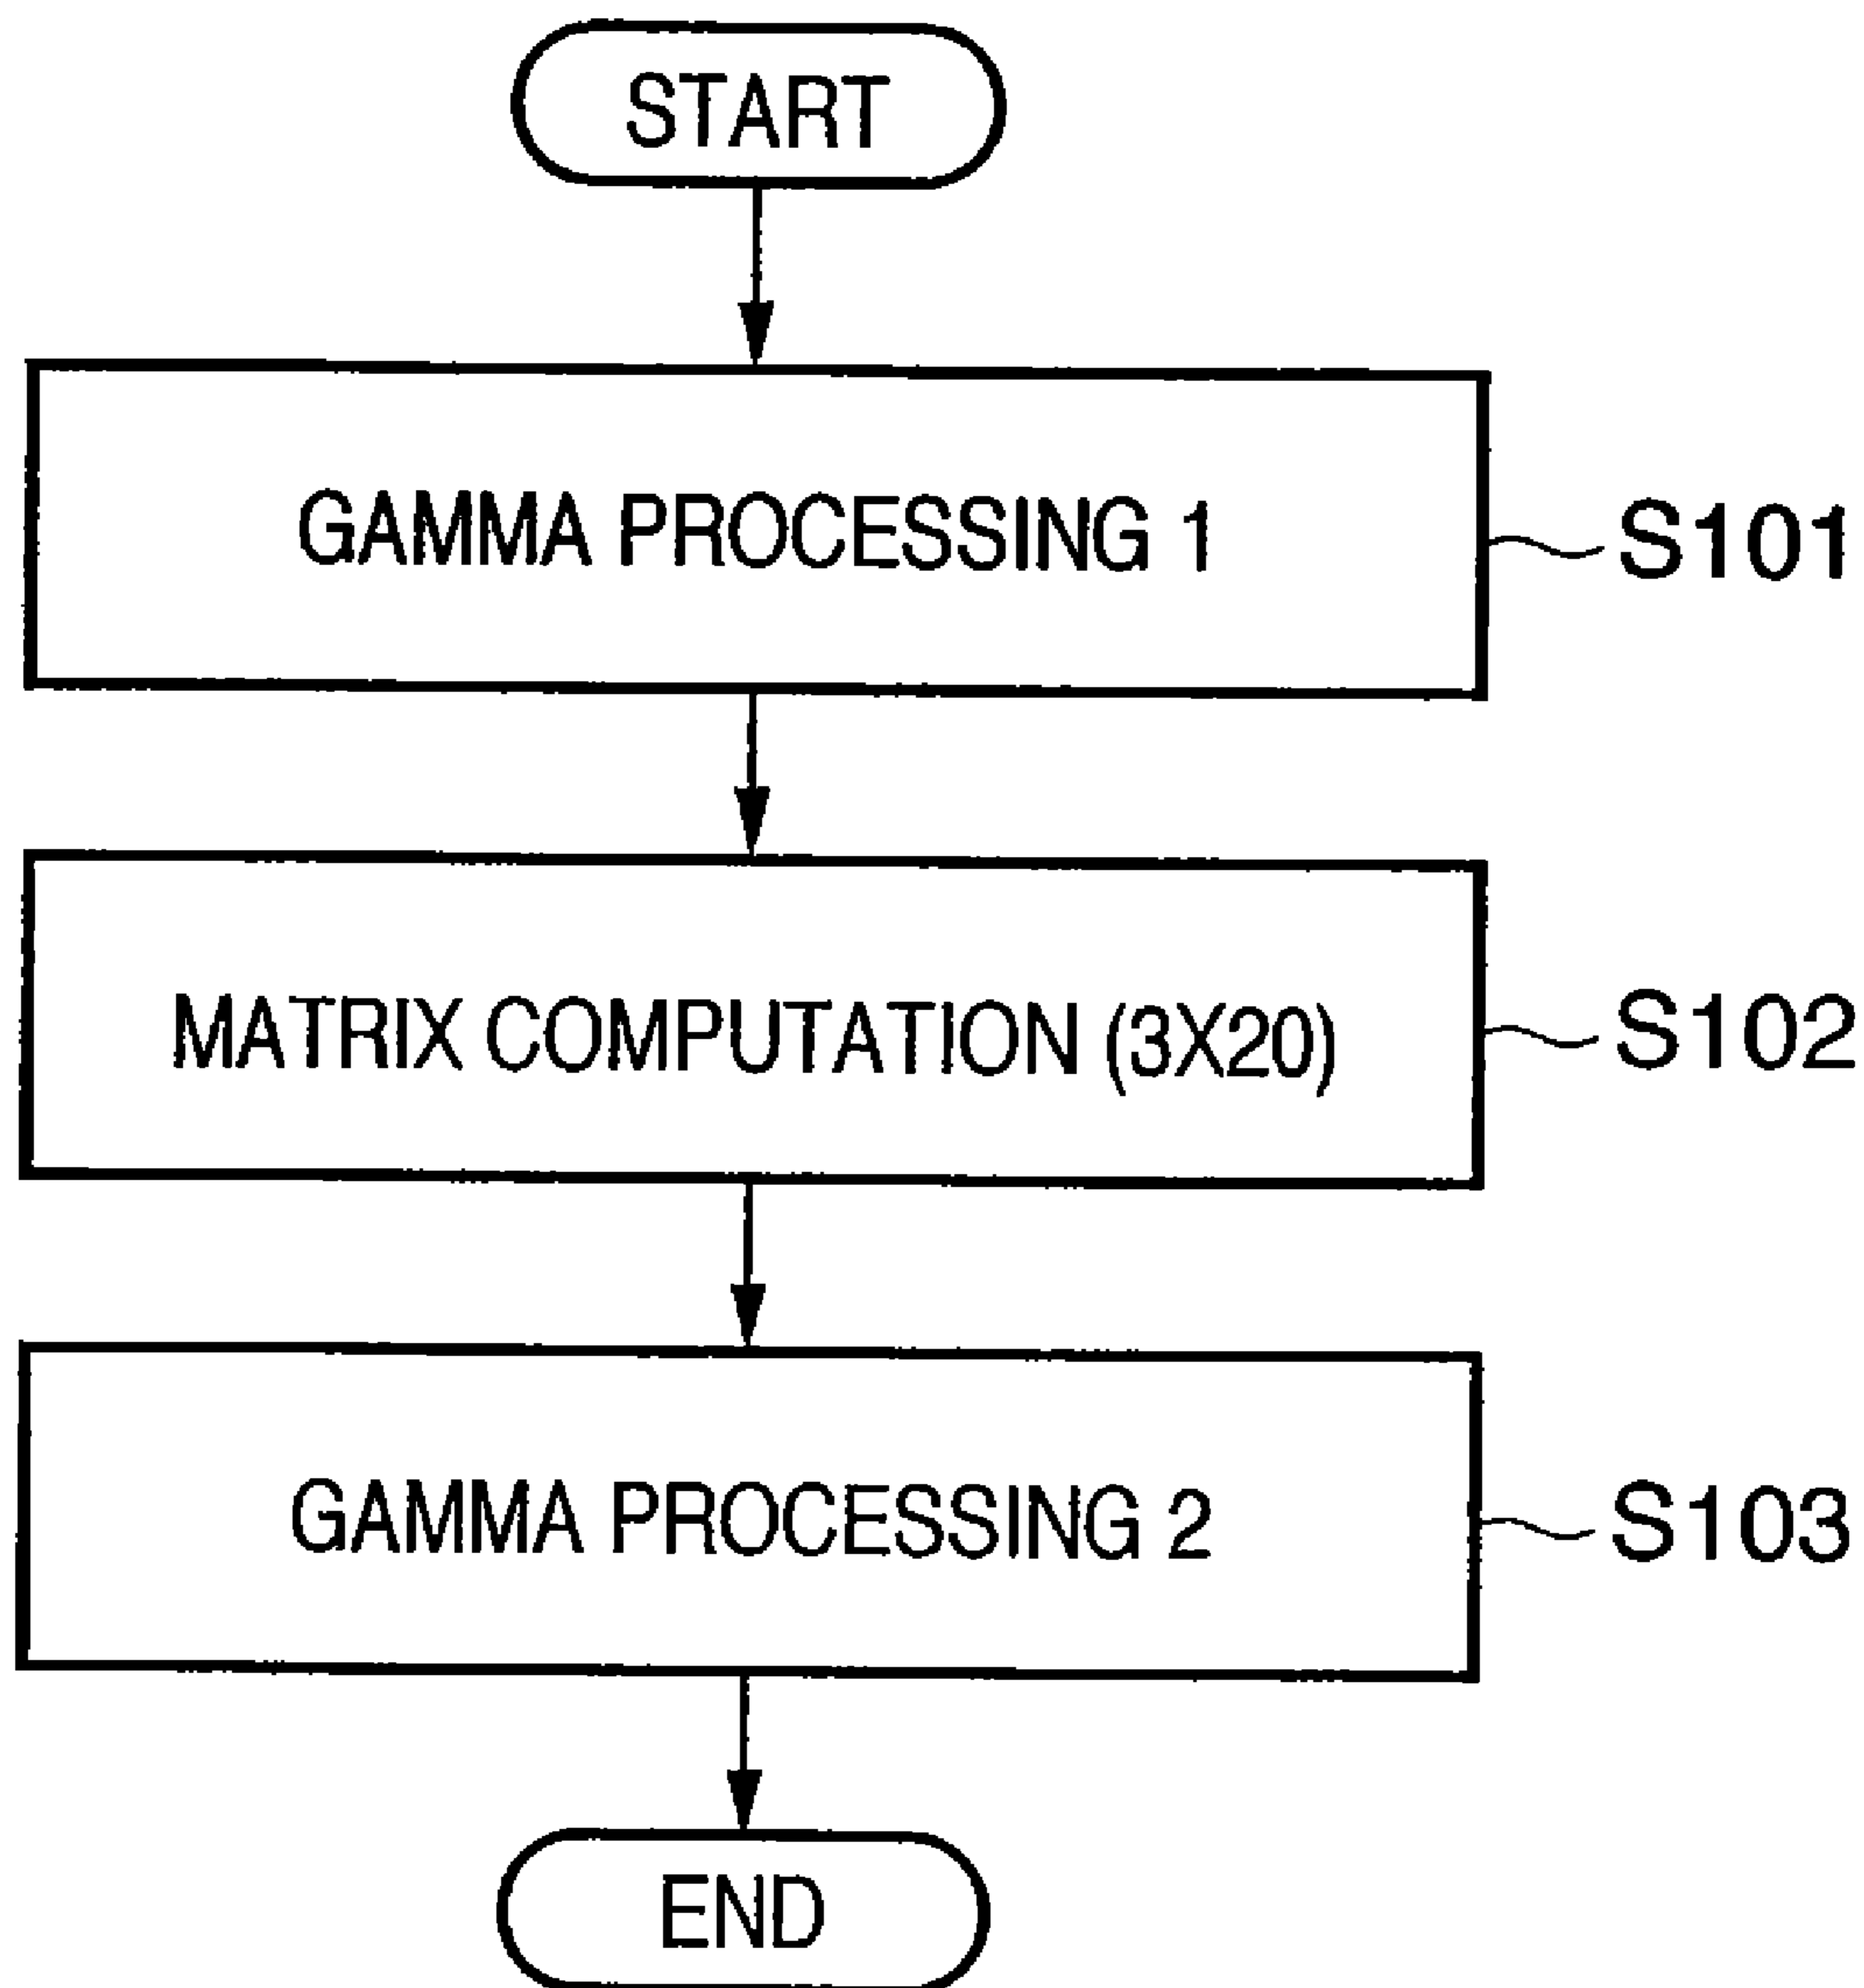 START
GAMMA PROCESSING 1
S101
MATRIX COMPUTATION (3X20)
S102
GAMMA PROCESSING 2
S103
END